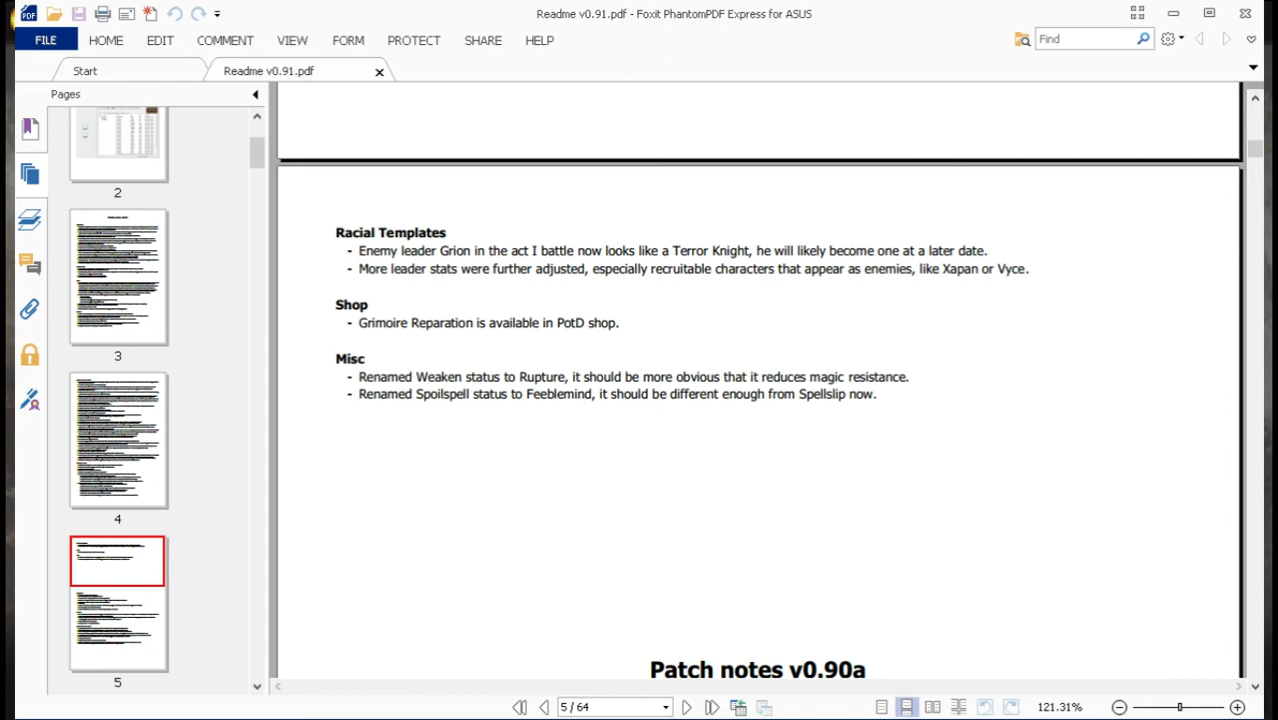 Readme v0.91.pdf - Foxit PhantomPDF Express for ASUS
FILE HOME EDIT COMMENT VIEW FORM PROTECT SHARE HELP
Find
Start
Readme v0.91.pdf
Pages
2
3
4
5
Racial Templates
- Enemy leader Grion in the act I battle now looks like a Terror Knight, he will likely become one at a later date.
- More leader stats were further adjusted, especially recruitable characters that appear as enemies, like Xapan or Vyce.
Shop
- Grimoire Reparation is available in PotD shop.
Misc
- Renamed Weaken status to Rupture, it should be more obvious that it reduces magic resistance.
- Renamed Spoilspell status to Feeblemind, it should be different enough from Spellslip now.
Patch notes v0.90a
5 / 64
121.31%